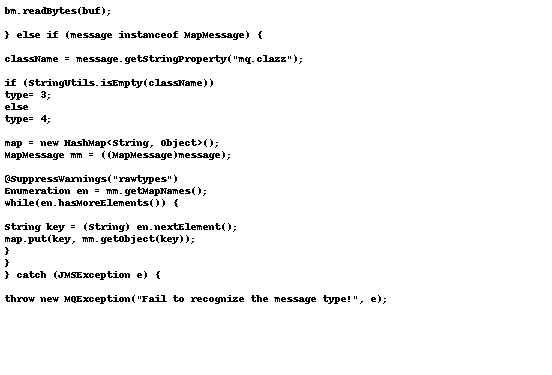 bm.readBytes(buf);
} else if (message instanceof MapMessage) {
className = message.getStringProperty("mq.clazz");
if (StringUtils.isEmpty(className))
type= 3;
else
type= 4;
map = new HashMap<String, Object>();
MapMessage mm = ((MapMessage)message);
@SuppressWarnings("rawtypes")
Enumeration en = mm.getMapNames();
while(en.hasMoreElements()) {
String key = (String) en.nextElement();
map.put(key, mm.getObject(key));
}
}
} catch (JMSException e) {
throw new MQException("Fail to recognize the message type!", e);